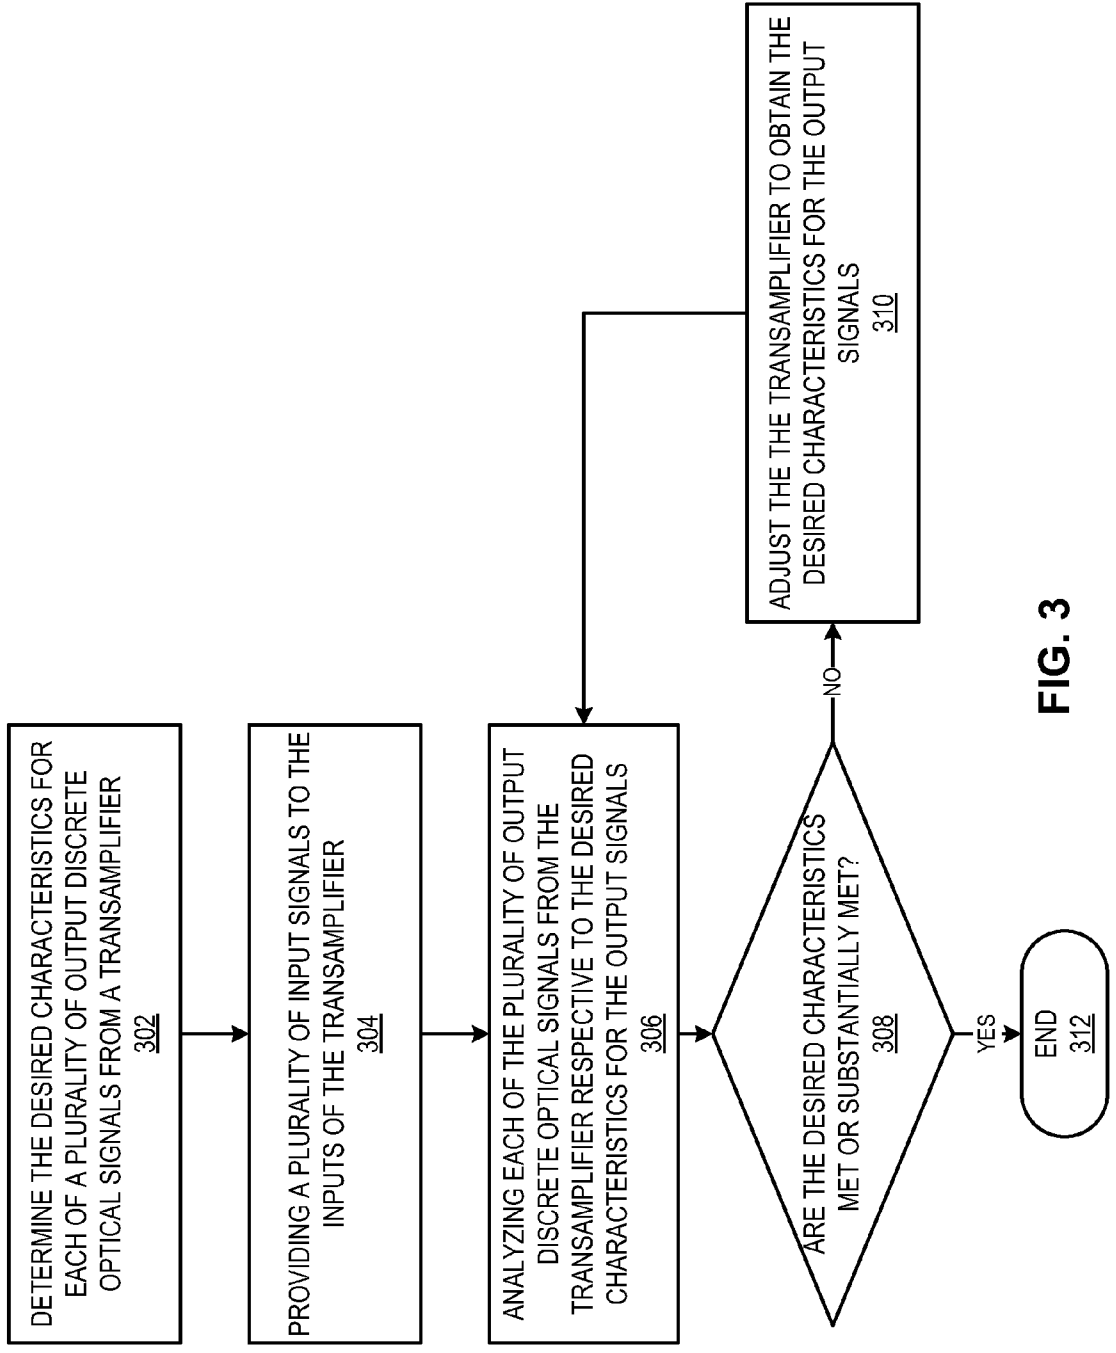 DETERMINE THE DESIRED CHARACTERISTICS FOR
EACH OF A PLURALITY OF OUTPUT DISCRETE
OPTICAL SIGNALS FROM A TRANSAMPLIFIER
302
PROVIDING A PLURALITY OF INPUT SIGNALS TO THE
INPUTS OF THE TRANSAMPLIFIER
304
ANALYZING EACH OF THE PLURALITY OF OUTPUT
DISCRETE OPTICAL SIGNALS FROM THE
TRANSAMPLIFIER RESPECTIVE TO THE DESIRED
CHARACTERISTICS FOR THE OUTPUT SIGNALS
306
ARE THE DESIRED CHARACTERISTICS
MET OR SUBSTANTIALLY MET?
308
NO
ADJUST THE TRANSAMPLIFIER TO OBTAIN THE
DESIRED CHARACTERISTICS FOR THE OUTPUT
SIGNALS
310
YES
END
312
FIG. 3